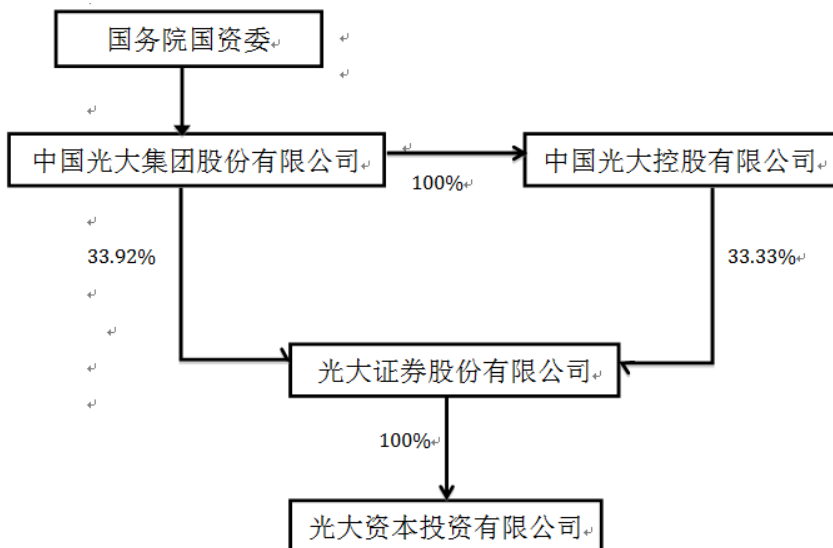 国务院国资委
中国光大集团股份有限公司
中国光大控股有限公司
100%
33.92%
33.33%
光大证券股份有限公司
100%
光大资本投资有限公司